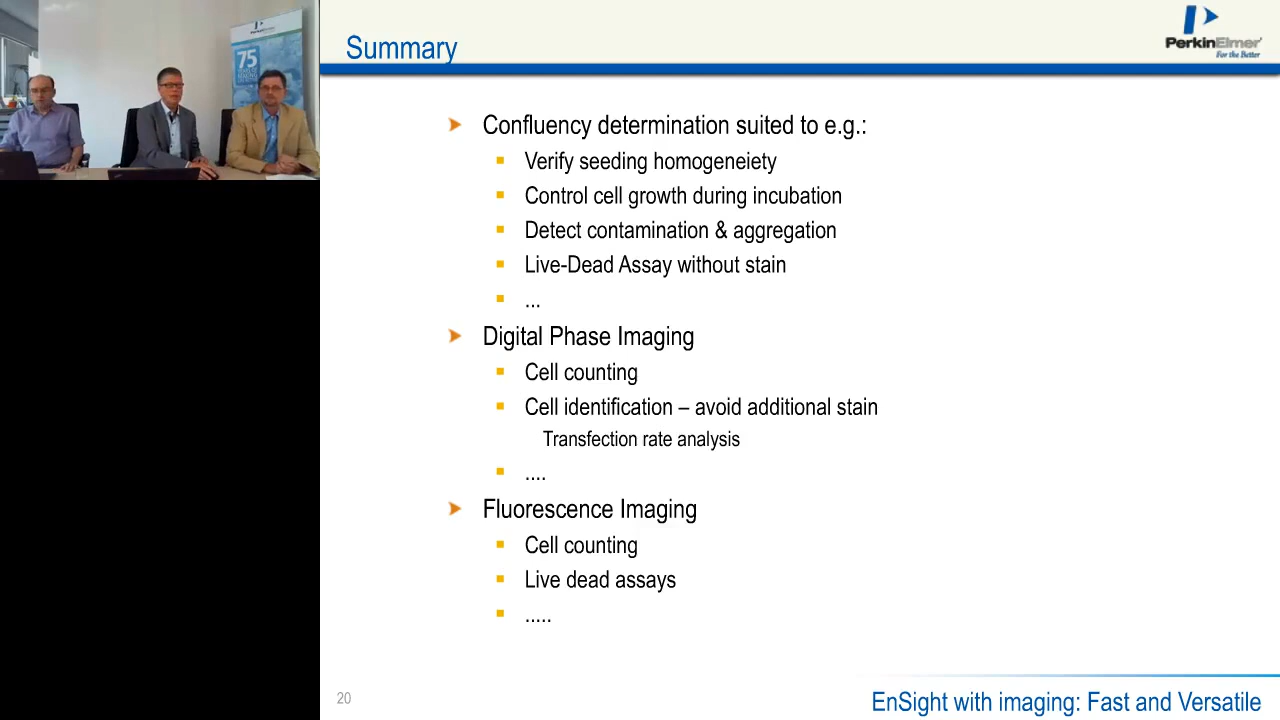 75
PerkinElmer
Summary
PerkinElmer
For the Better
Confluency determination suited to e.g.:
Verify seeding homogeneiety
Control cell growth during incubation
Detect contamination & aggregation
Live-Dead Assay without stain
...
Digital Phase Imaging
Cell counting
Cell identification – avoid additional stain
Transfection rate analysis
....
Fluorescence Imaging
Cell counting
Live dead assays
.....
20
EnSight with imaging: Fast and Versatile